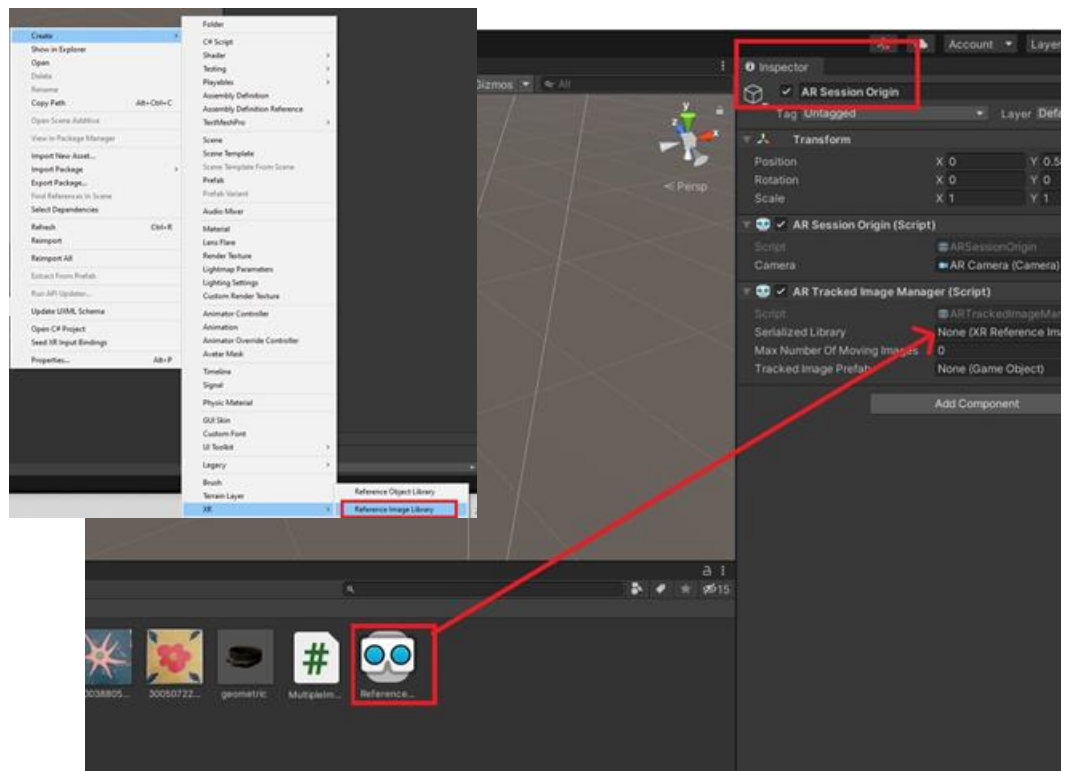 Create
Show in Explorer
Open
Delete
Rename
Copy Path Alt+Ctrl+C
Open Scene Additive
View in Package Manager
Import New Asset...
Import Package
Export Package...
Find References In Scene
Select Dependencies
Refresh Ctrl+R
Reimport
Reimport All
Extract From Prefab
Run API Updater...
Update UXML Schema
Open C# Project
Seed XR Input Bindings
Properties... Alt+P
Folder
C# Script
Shader
Testing
Playables
Assembly Definition
Assembly Definition Reference
TextMeshPro
Scene
Scene Template
Scene Template From Scene
Prefab
Prefab Variant
Audio Mixer
Material
Lens Flare
Render Texture
Lightmap Parameters
Lighting Settings
Custom Render Texture
Animator Controller
Animation
Animator Override Controller
Avatar Mask
Timeline
Signal
Physic Material
GUI Skin
Custom Font
UI Toolkit
Legacy
Brush
Terrain Layer
XR
Reference Object Library
Reference Image Library
Gizmos All
y
z x
Persp
Account Layer
Inspector
AR Session Origin
Tag Untagged Layer Defa
Transform
Position X 0 Y 0.5
Rotation X 0 Y 0
Scale X 1 Y 1
AR Session Origin (Script)
Script ARSessionOrigin
Camera AR Camera (Camera)
AR Tracked Image Manager (Script)
Script ARTrackedImageMan
Serialized Library None (XR Reference Ima
Max Number Of Moving Images 0
Tracked Image Prefab None (Game Object)
Add Component
15
#
0038805... 30050722... geometric MultipleIm... Reference...